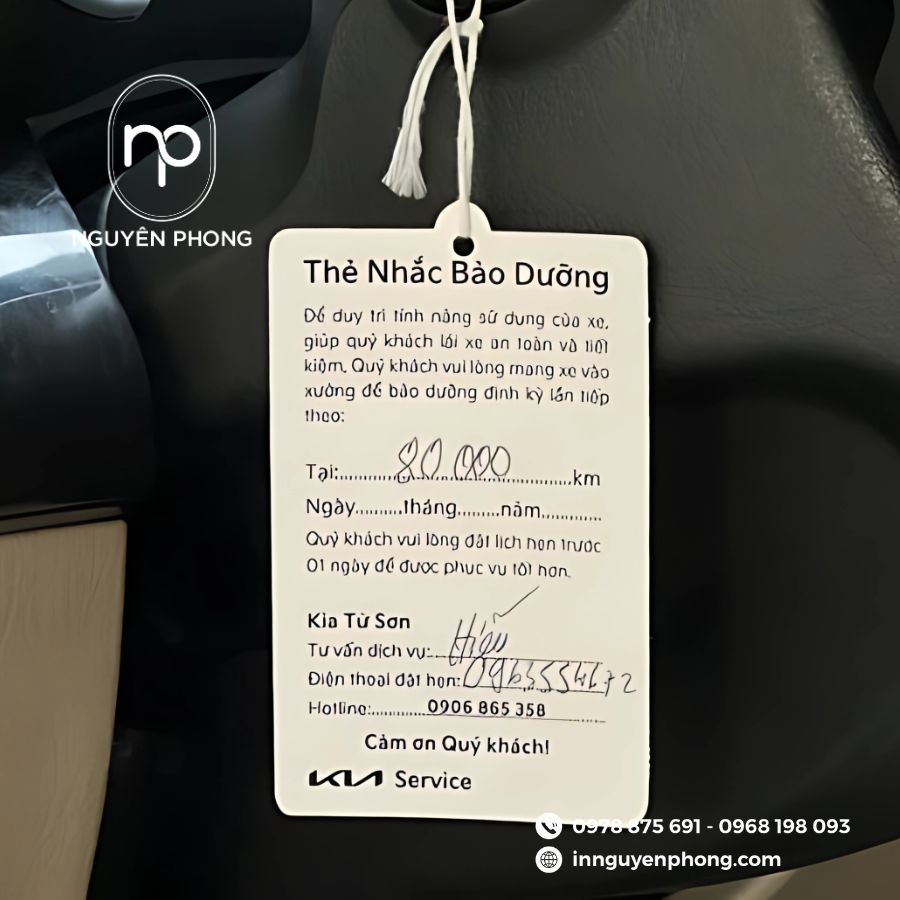 np
NGUYÊN PHONG
Thẻ Nhắc Bảo Dưỡng
Để duy trì tính năng sử dụng của xe,
giúp quý khách lái xe an toàn và tiết
kiệm. Quý khách vui lòng mang xe vào
xưởng để bảo dưỡng định kỳ lần tiếp
theo:
Tại:..........80.000..........km
Ngày.........tháng........năm............
Quý khách vui lòng đặt lịch hẹn trước
01 ngày để được phục vụ tốt hơn.
Kia Từ Sơn
Tư vấn dịch vụ:
Điện thoại đặt hẹn:
Hotline:............0906 865 358
Cảm ơn Quý khách!
KIA Service
0978 875 691 - 0968 198 093
innguyenphong.com